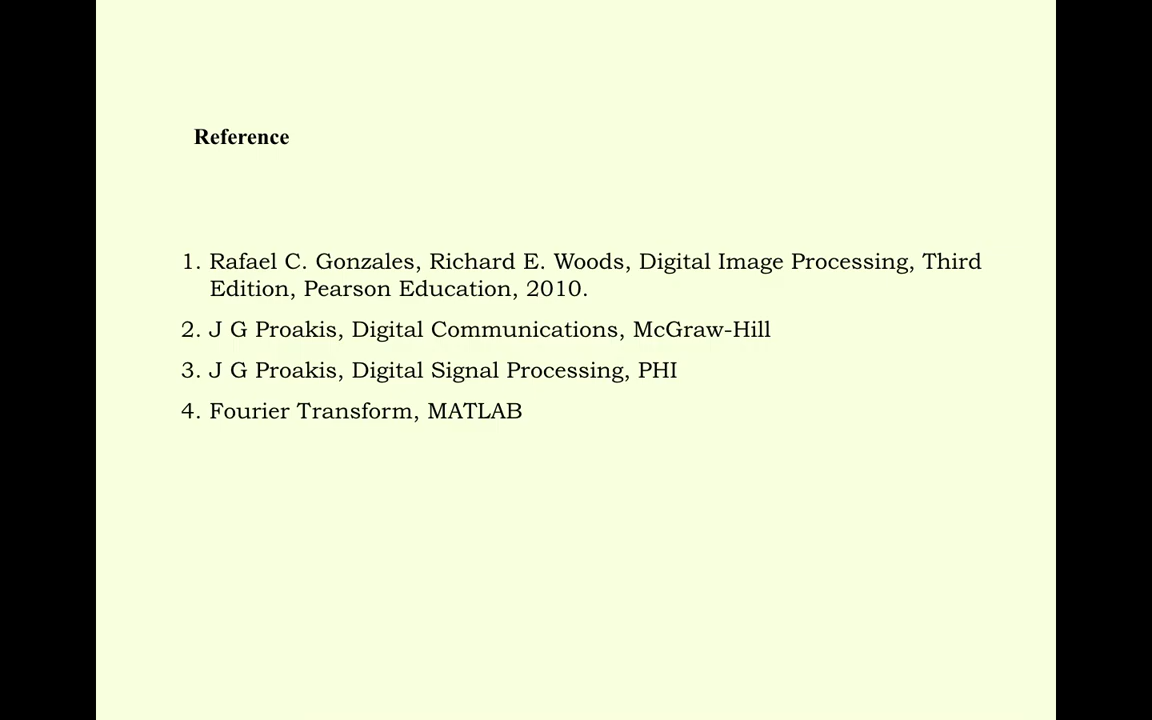 Reference
1. Rafael C. Gonzales, Richard E. Woods, Digital Image Processing, Third
Edition, Pearson Education, 2010.
2. J G Proakis, Digital Communications, McGraw-Hill
3. J G Proakis, Digital Signal Processing, PHI
4. Fourier Transform, MATLAB